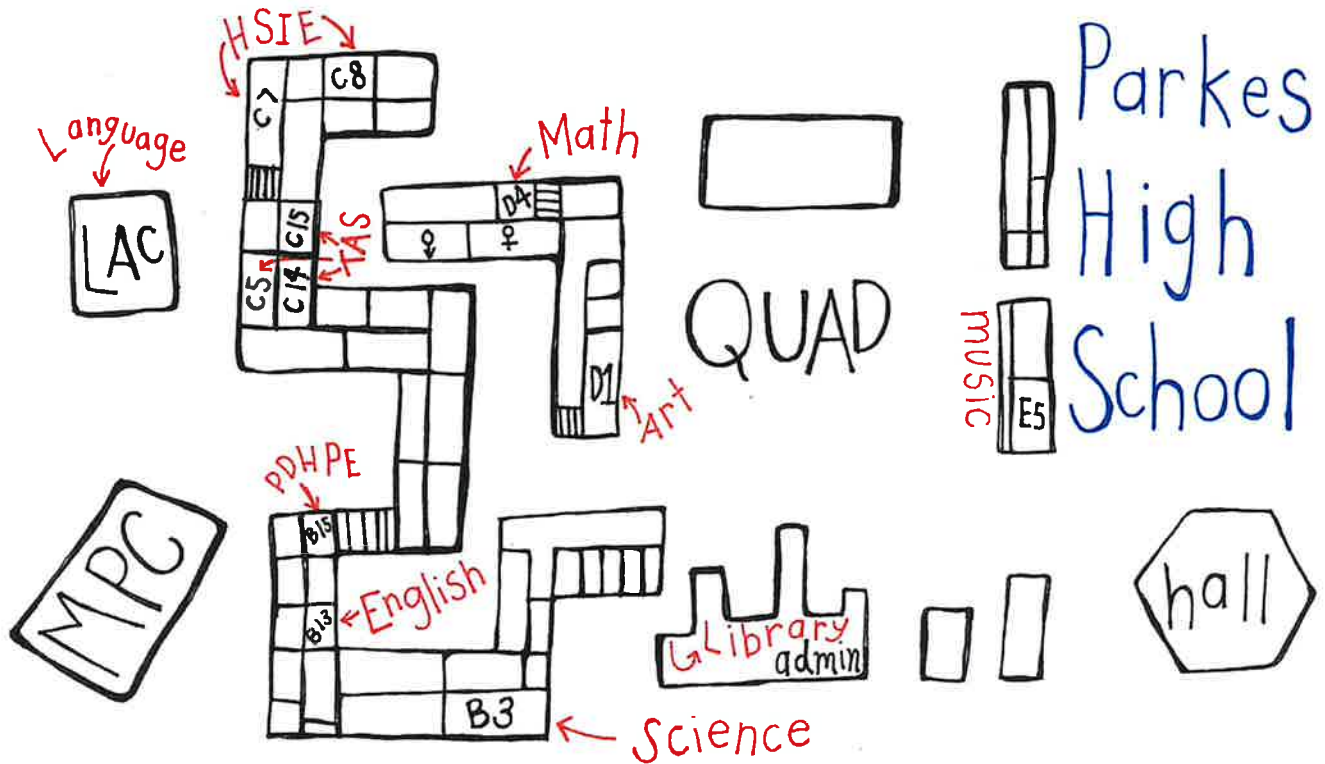 HSIE
Parkes
High
School
C8
C7
Language
LAC
Math
D4
C15
TAS
C5
C14
QUAD
D1
Art
music
E5
PDHPE
B15
MPC
English
B13
hall
Library
admin
B3
Science